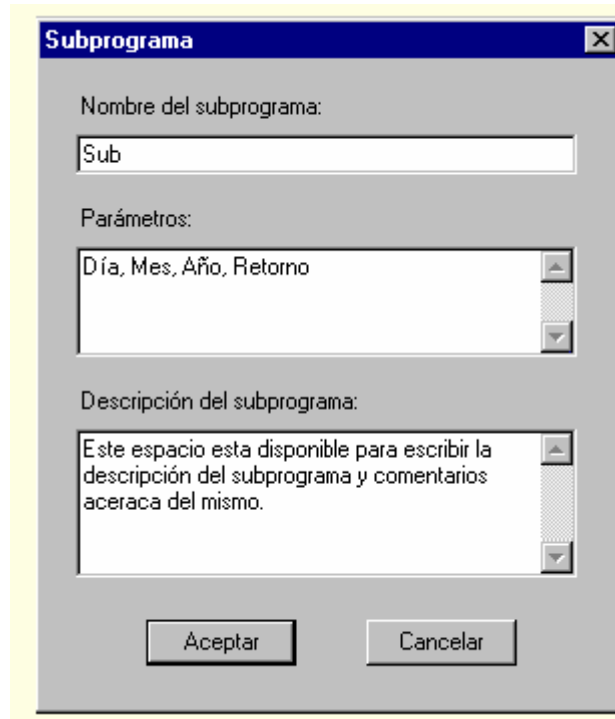 Subprograma
Nombre del subprograma:
Sub
Parámetros:
Día, Mes, Año, Retorno
Descripción del subprograma:
Este espacio esta disponible para escribir la
descripción del subprograma y comentarios
aceraca del mismo.
Aceptar
Cancelar